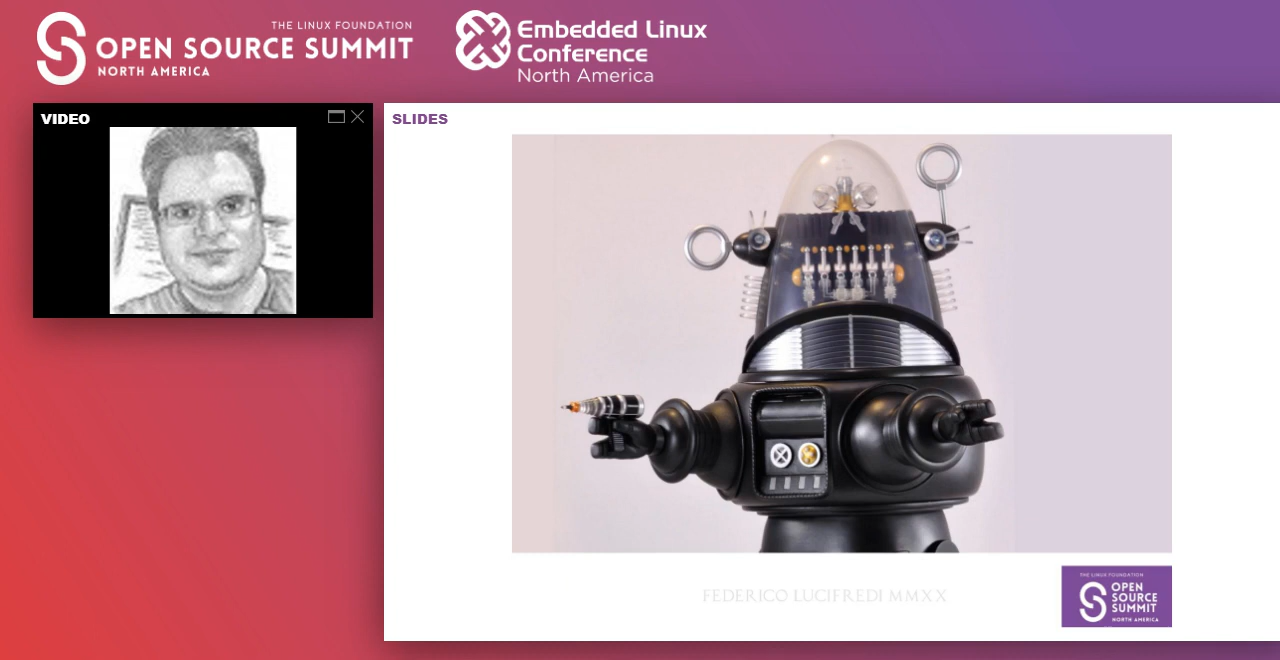 THE LINUX FOUNDATION
OPEN SOURCE SUMMIT
NORTH AMERICA
Embedded Linux
Conference
North America
VIDEO
SLIDES
FEDERICO LUCIFREDI MMXX
THE LINUX FOUNDATION
OPEN
SOURCE
SUMMIT
NORTH AMERICA